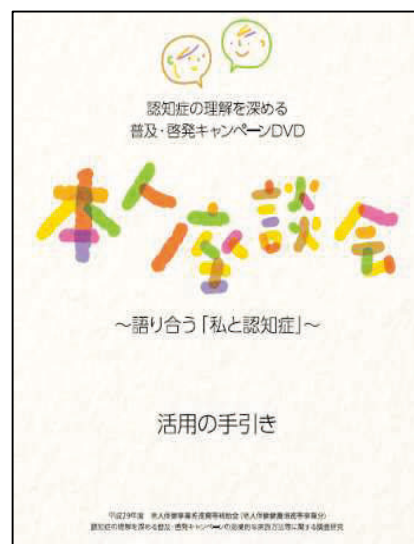 認知症の理解を深める
普及・啓発キャンペーンDVD
本人座談会
～語り合う「私と認知症」～
活用の手引き
平成29年度 老人保健事業推進費等補助金(老人保健健康増進等事業分)
認知症の理解を深める普及・啓発キャンペーンの効果的な実施方法等に関する調査研究